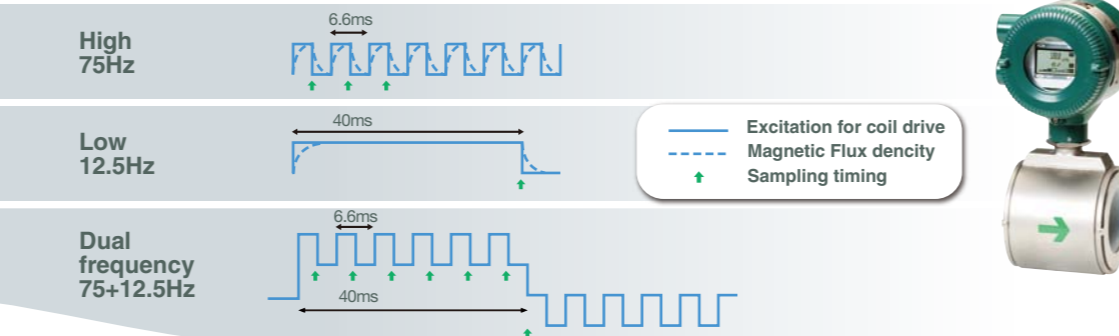 High
75Hz
6.6ms
Low
12.5Hz
40ms
Excitation for coil drive
Magnetic Flux dencity
Sampling timing
Dual
frequency
75+12.5Hz
6.6ms
40ms